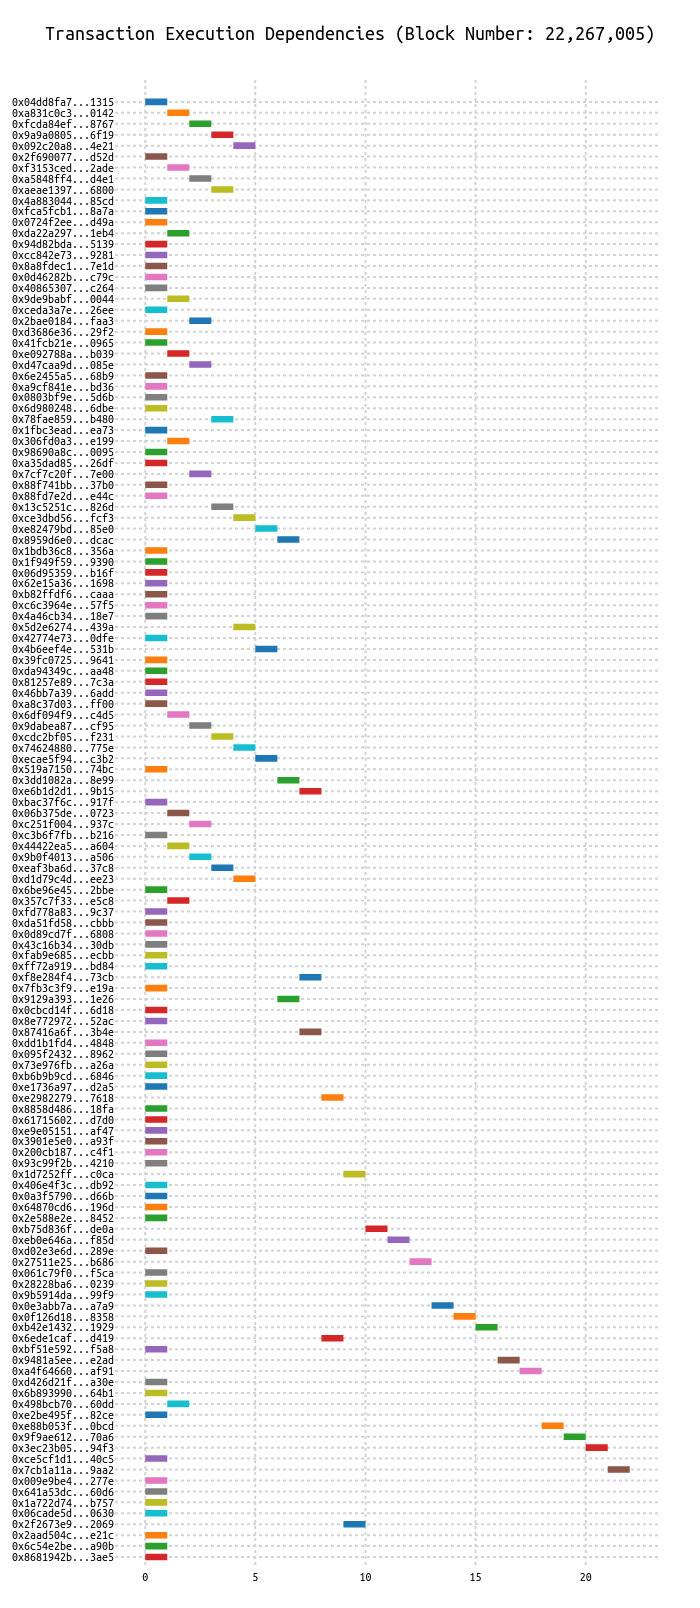 Transaction Execution Dependencies (Block Number: 22,267,005)
0x04dd8fa7...1315
0xa831c0c3...0142
0xfcda84ef...8767
0x9a9a0805...6f19
0x092c20a8...4e21
0x2f690077...d52d
0xf3153ced...2ade
0xa5848ff4...d4e1
0xaeae1397...6800
0x4a883044...85cd
0xfca5fcb1...8a7a
0x0724f2ee...d49a
0xda22a297...1eb4
0x94d82bda...5139
0xcc842e73...9281
0x8a8fdec1...7e1d
0x0d46282b...c79c
0x40865307...c264
0x9de9babf...0044
0xceda3a7e...26ee
0x2bae0184...faa3
0xd3686e36...29f2
0x41fcb21e...0965
0xe092788a...b039
0xd47caa9d...085e
0x6e2455a5...68b9
0xa9cf841e...bd36
0x0803bf9e...5d6b
0x6d980248...6dbe
0x78fae859...b480
0x1fbc3ead...ea73
0x306fd0a3...e199
0x98690a8c...0095
0xa35dad85...26df
0x7cf7c20f...7e00
0x88f741bb...37b0
0x88fd7e2d...e44c
0x13c5251c...826d
0xce3dbd56...fcf3
0xe82479bd...85e0
0x8959d6e0...dcac
0x1bdb36c8...356a
0x1f949f59...9390
0x06d95359...b16f
0x62e15a36...1698
0xb82ffdf6...caaa
0xc6c3964e...57f5
0x4a46cb34...18e7
0x5d2e6274...439a
0x42774e73...0dfe
0x4b6eef4e...531b
0x39fc0725...9641
0xda94349c...aa48
0x81257e89...7c3a
0x46bb7a39...6add
0xa8c37d03...ff00
0x6df094f9...c4d5
0x9dabea87...cf95
0xcdc2bf05...f231
0x74624880...775e
0xecae5f94...c3b2
0x519a7150...74bc
0x3dd1082a...8e99
0xe6b1d2d1...9b15
0xbac37f6c...917f
0x06b375de...0723
0xc251f004...937c
0xc3b6f7fb...b216
0x44422ea5...a604
0x9b0f4013...a506
0xeaf3ba6d...37c8
0xd1d79c4d...ee23
0x6be96e45...2bbe
0x357c7f33...e5c8
0xfd778a83...9c37
0xda51fd58...cbbb
0x0d89cd7f...6808
0x43c16b34...30db
0xfab9e685...ecbb
0xff72a919...bd84
0xf8e284f4...73cb
0x7fb3c3f9...e19a
0x9129a393...1e26
0x0cbcd14f...6d18
0x8e772972...52ac
0x87416a6f...3b4e
0xdd1b1fd4...4848
0x095f2432...8962
0x73e976fb...a26a
0xb6b9b9cd...6846
0xe1736a97...d2a5
0xe2982279...7618
0x8858d486...18fa
0x61715602...d7d0
0xe9e05151...af47
0x3901e5e0...a93f
0x200cb187...c4f1
0x93c99f2b...4210
0x1d7252ff...c0ca
0x406e4f3c...db92
0x0a3f5790...d66b
0x64870cd6...196d
0x2e588e2e...8452
0xb75d836f...de0a
0xeb0e646a...f85d
0xd02e3e6d...289e
0x27511e25...b686
0x061c79f0...f5ca
0x28228ba6...0239
0x9b5914da...99f9
0x0e3abb7a...a7a9
0x0f126d18...8358
0xb42e1432...1929
0x6ede1caf...d419
0xbf51e592...f5a8
0x9481a5ee...e2ad
0xa4f64660...af91
0xd426d21f...a30e
0x6b893990...64b1
0x498bcb70...60dd
0xe2be495f...82ce
0xe88b053f...0bcd
0x9f9ae612...70a6
0x3ec23b05...94f3
0xce5cf1d1...40c5
0x7cb1a11a...9aa2
0x009e9be4...277e
0x641a53dc...60d6
0x1a722d74...b757
0x06cade5d...0630
0x2f2673e9...2069
0x2aad504c...e21c
0x6c54e2be...a90b
0x8681942b...3ae5
0 5 10 15 20